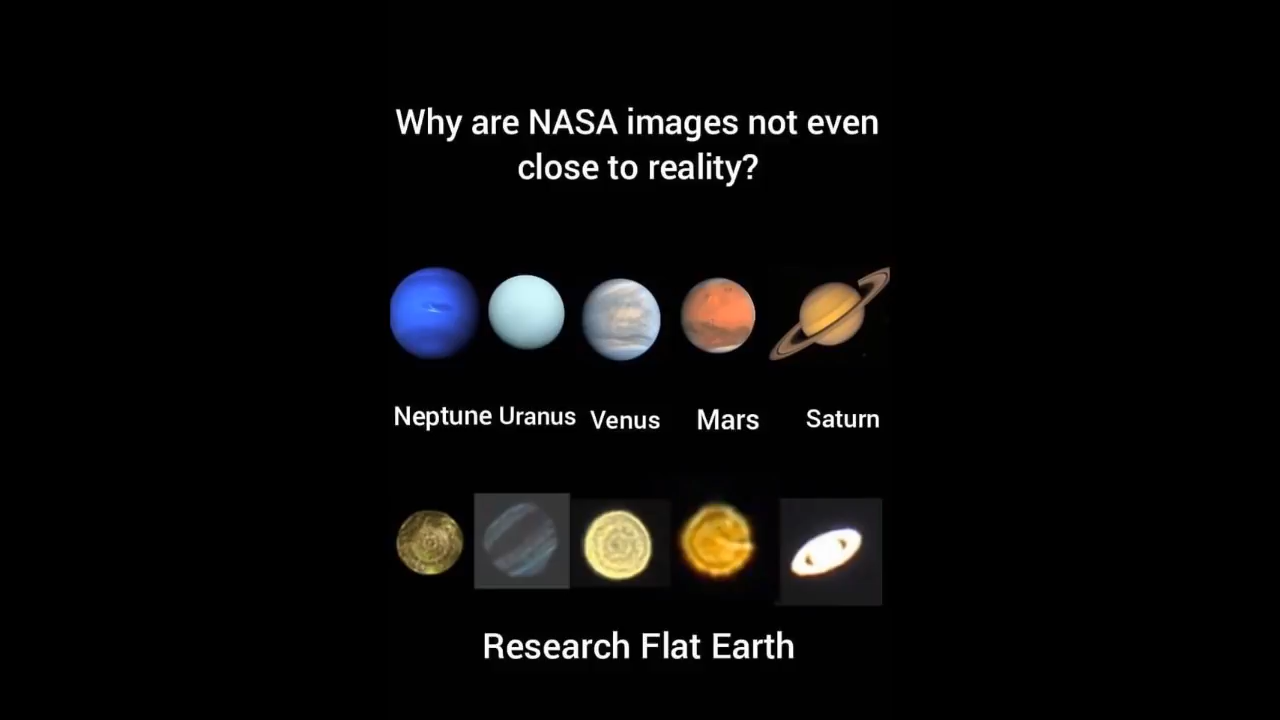 Why are NASA images not even
close to reality?
Neptune Uranus Venus Mars Saturn
Research Flat Earth